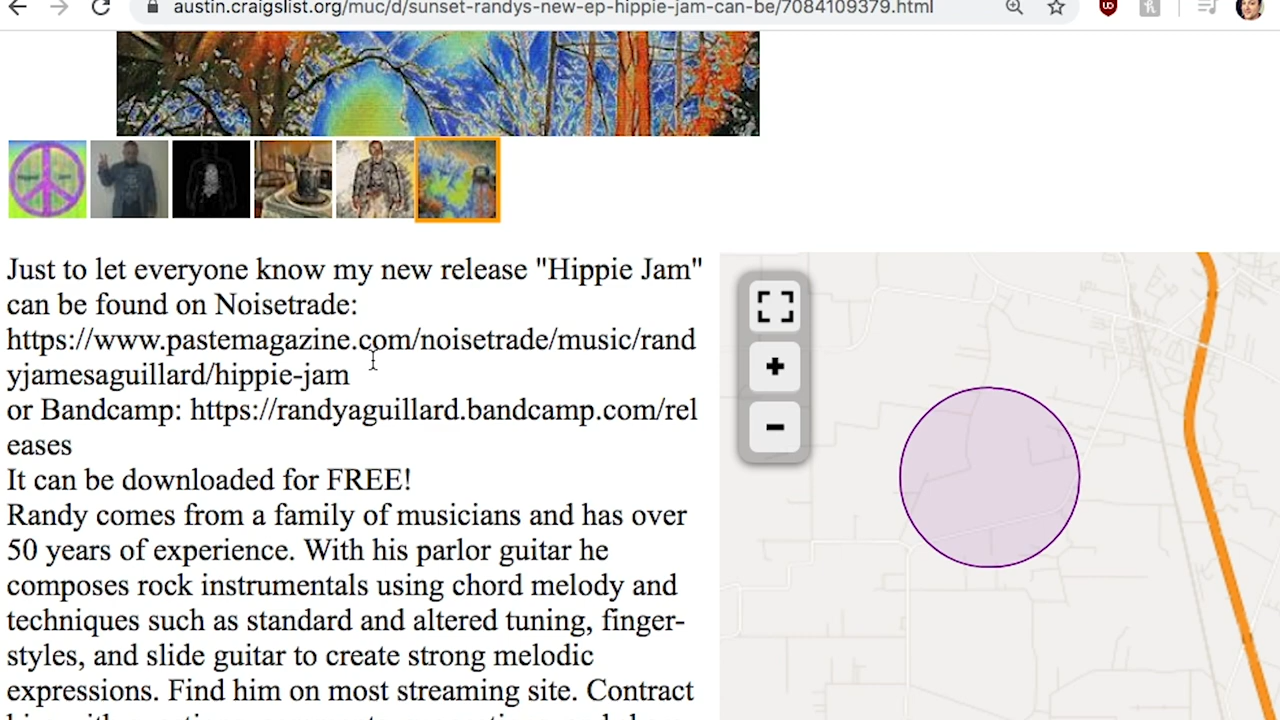 austin.craigslist.org/muc/d/sunset-randys-new-ep-hippie-jam-can-be/7084109379.html
Just to let everyone know my new release "Hippie Jam"
can be found on Noisetrade:
https://www.pastemagazine.com/noisetrade/music/rand
yjamesaguillard/hippie-jam
or Bandcamp: https://randyaguillard.bandcamp.com/rel
eases
It can be downloaded for FREE!
Randy comes from a family of musicians and has over
50 years of experience. With his parlor guitar he
composes rock instrumentals using chord melody and
techniques such as standard and altered tuning, finger-
styles, and slide guitar to create strong melodic
expressions. Find him on most streaming site. Contract